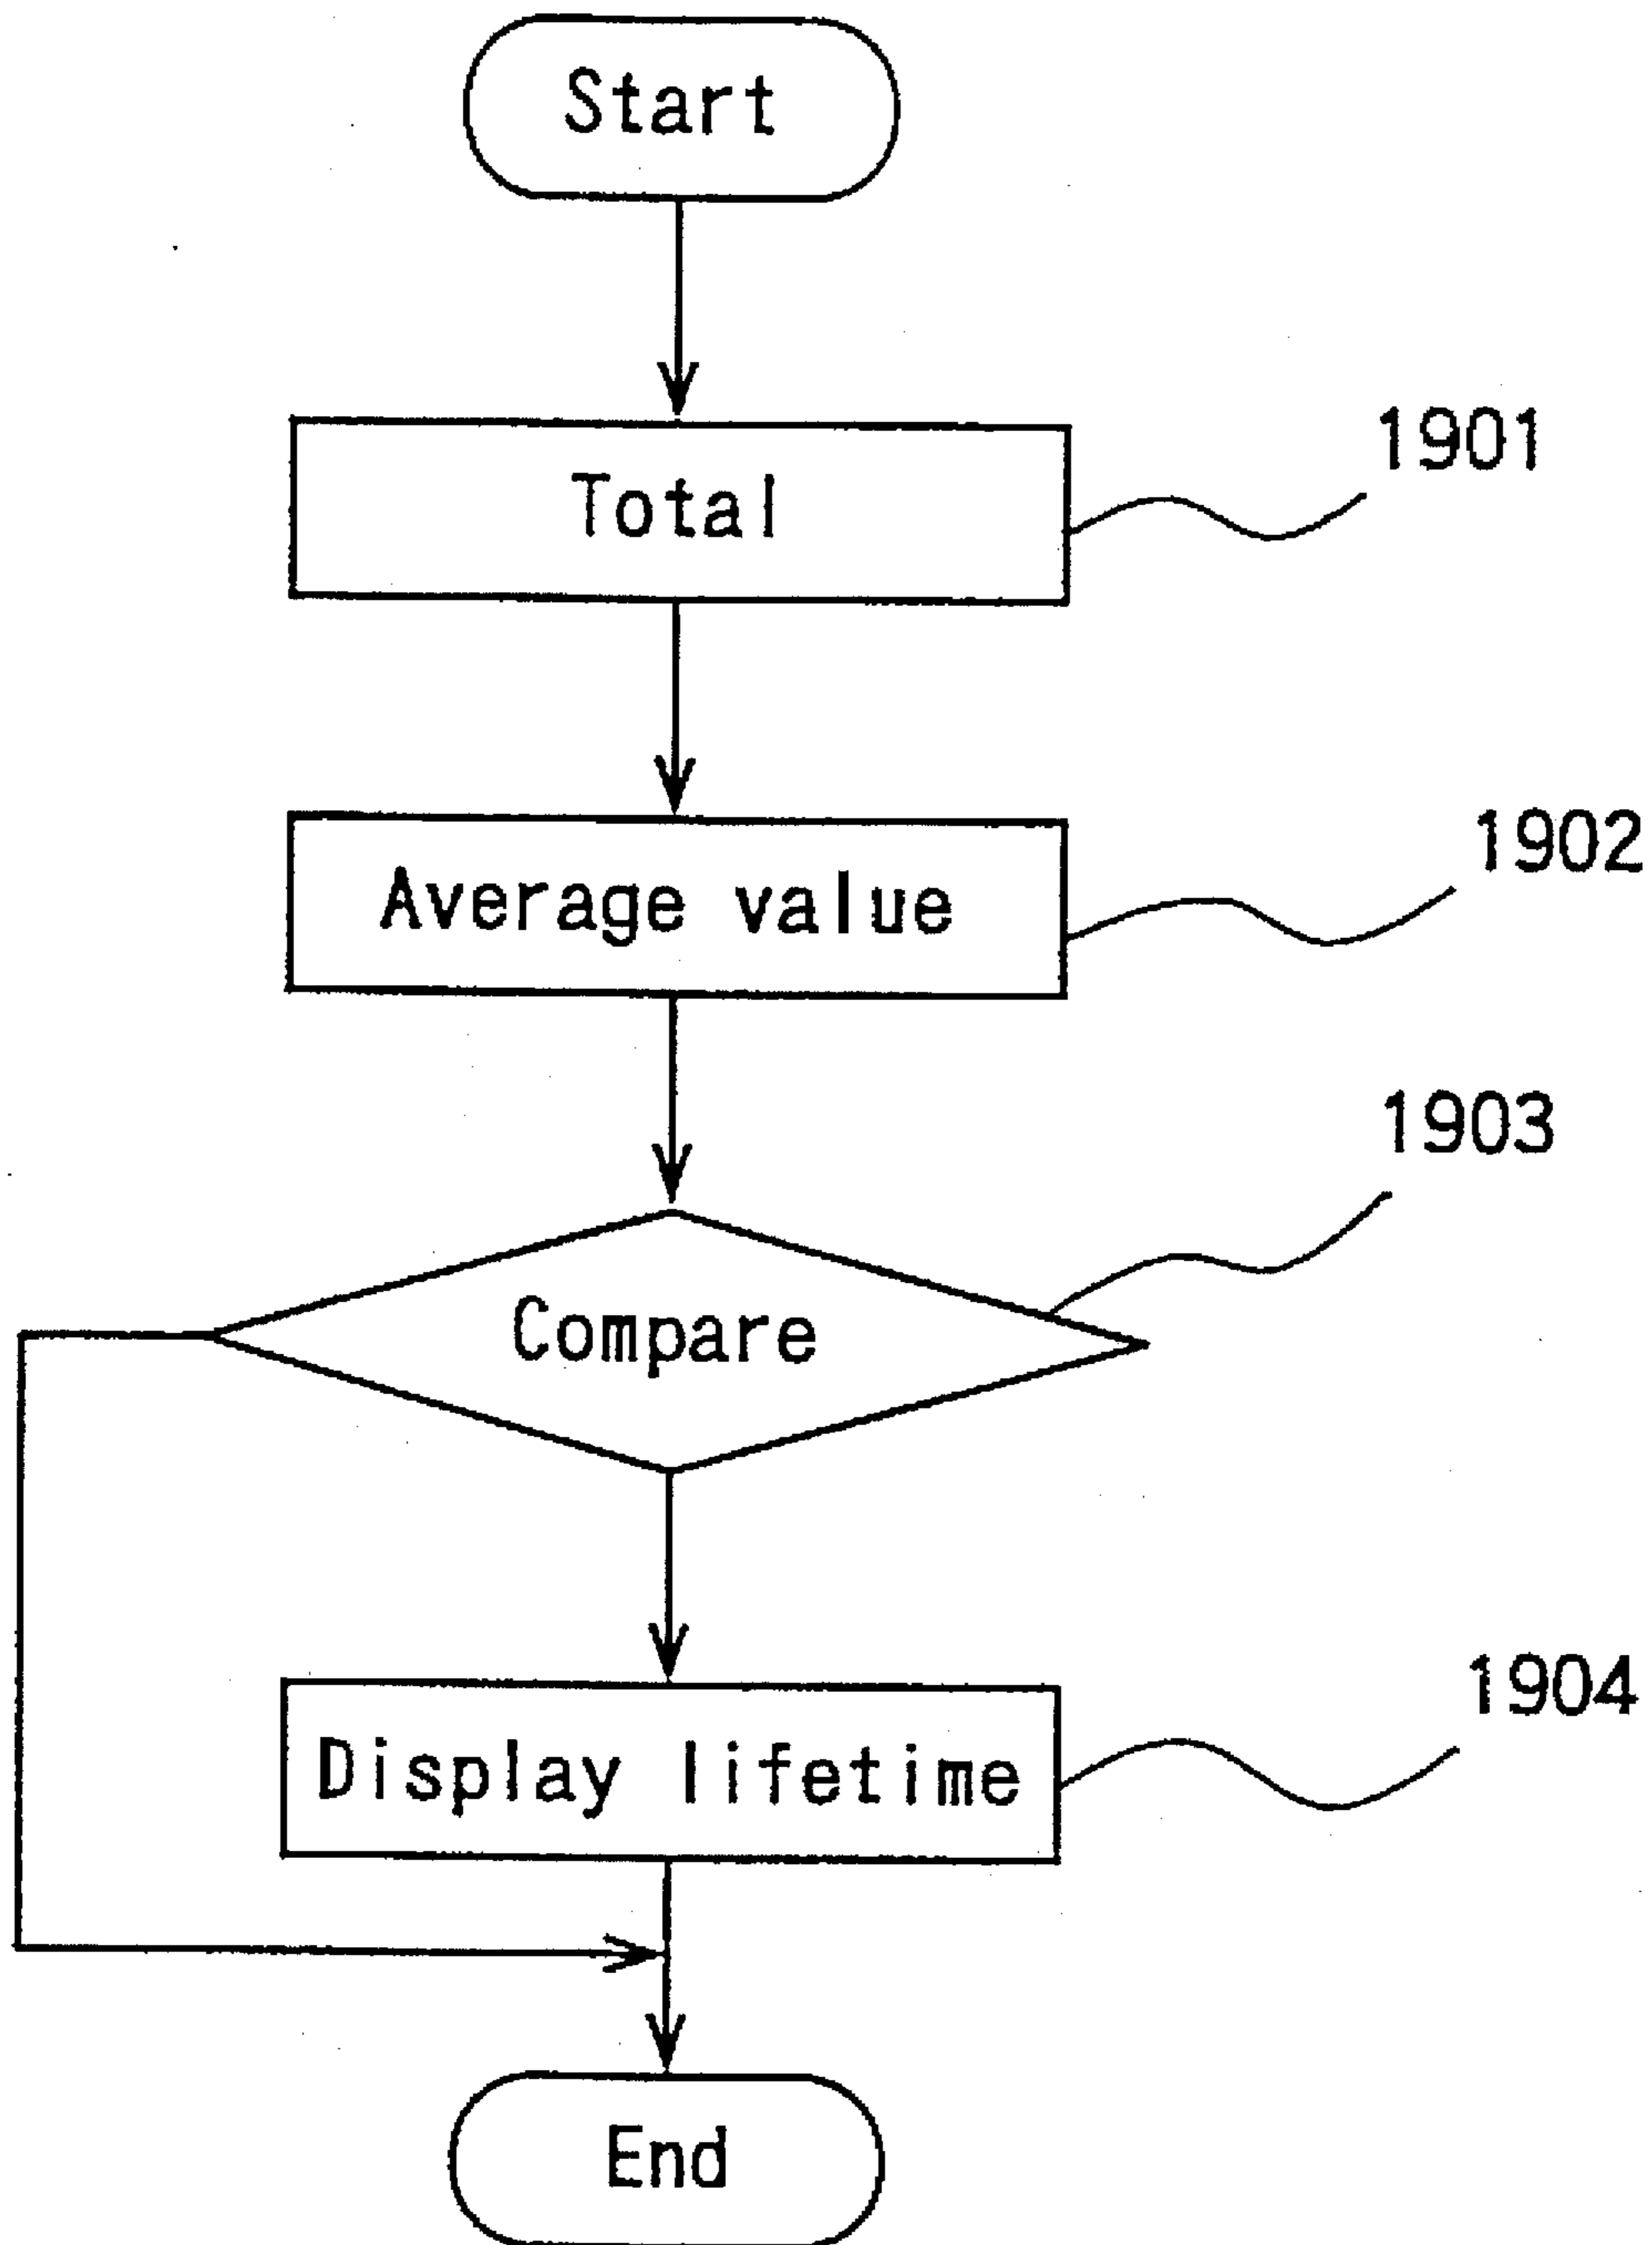 Start
Total
1901
Average value
1902
Compare
1903
Display lifetime
1904
End